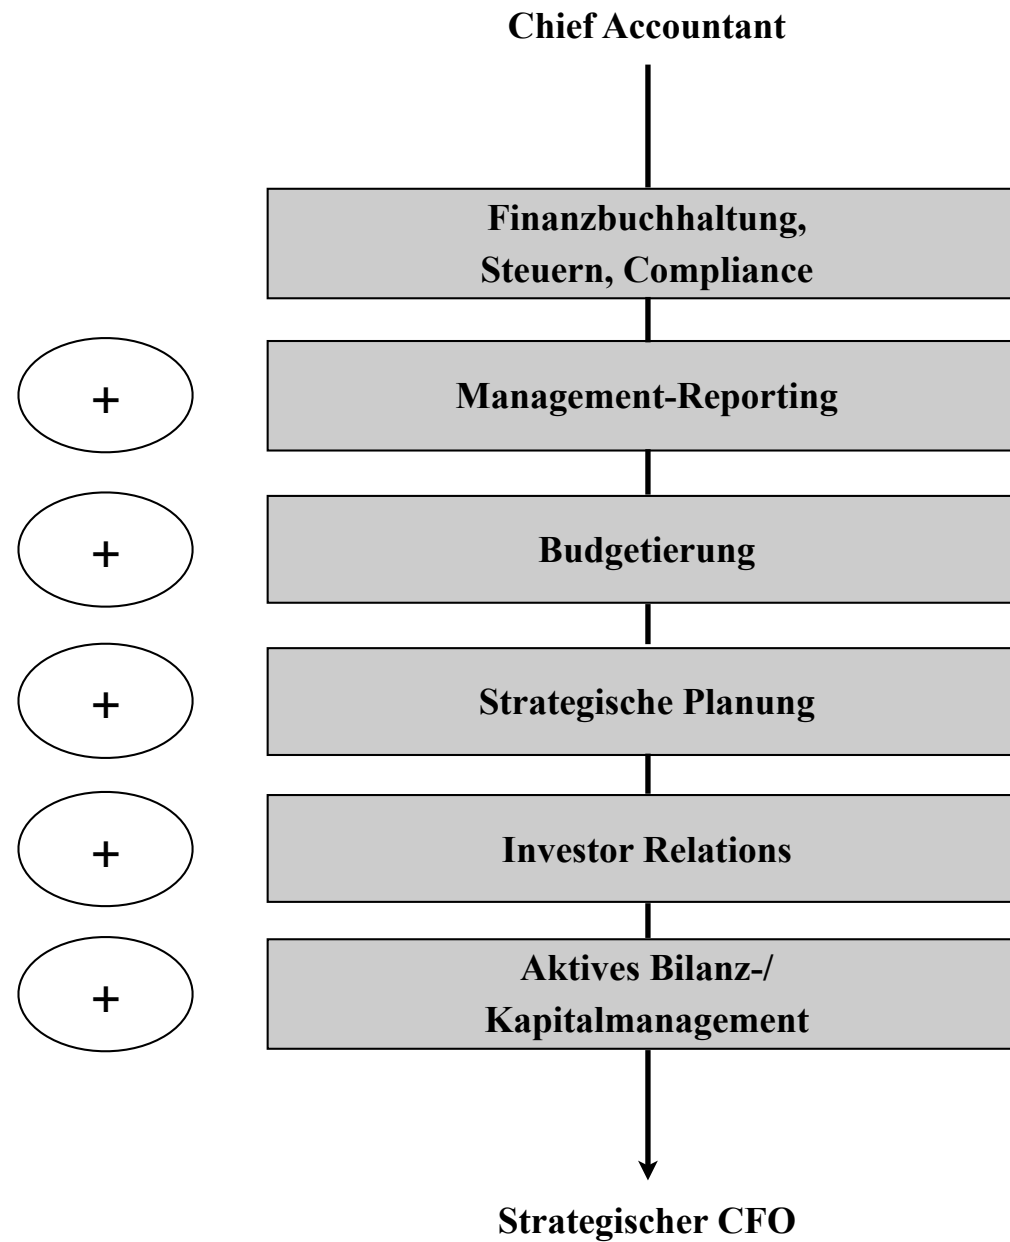 Chief Accountant
Finanzbuchhaltung,
Steuern, Compliance
+
Management-Reporting
+
Budgetierung
+
Strategische Planung
+
Investor Relations
+
Aktives Bilanz-/
Kapitalmanagement
Strategischer CFO